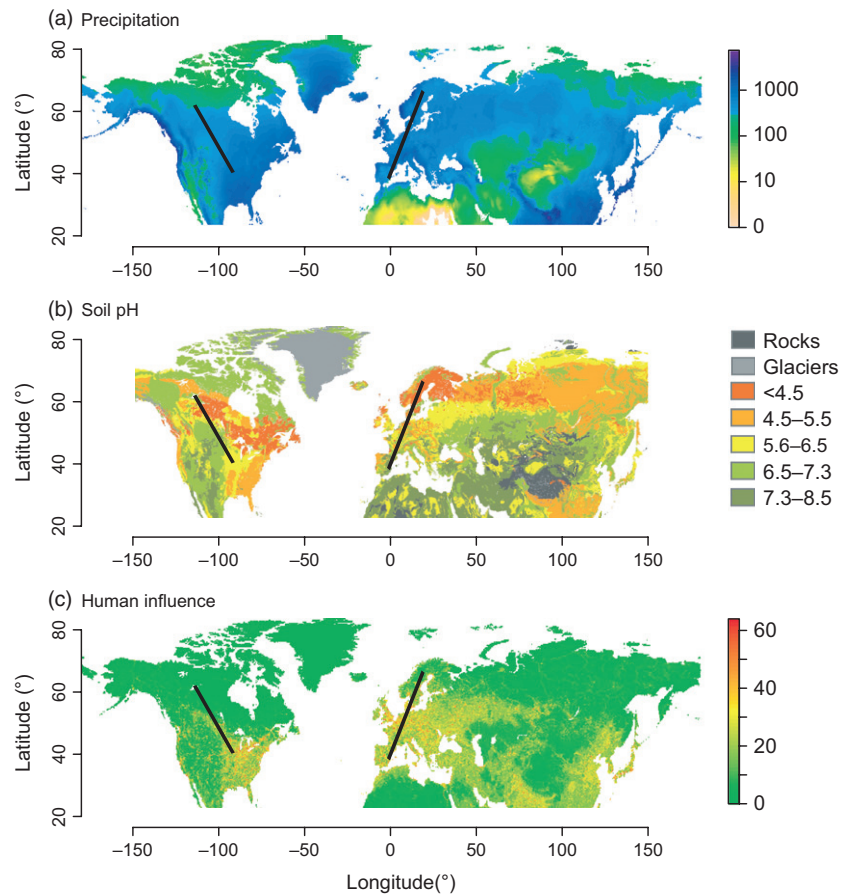 (a) Precipitation
Latitude (°)
80
60
40
20
−150 −100 −50 0 50 100 150
1000
100
10
0
(b) Soil pH
Latitude (°)
80
60
40
20
−150 −100 −50 0 50 100 150
Rocks
Glaciers
<4.5
4.5–5.5
5.6–6.5
6.5–7.3
7.3–8.5
(c) Human influence
Latitude (°)
80
60
40
20
−150 −100 −50 0 50 100 150
Longitude(°)
60
40
20
0